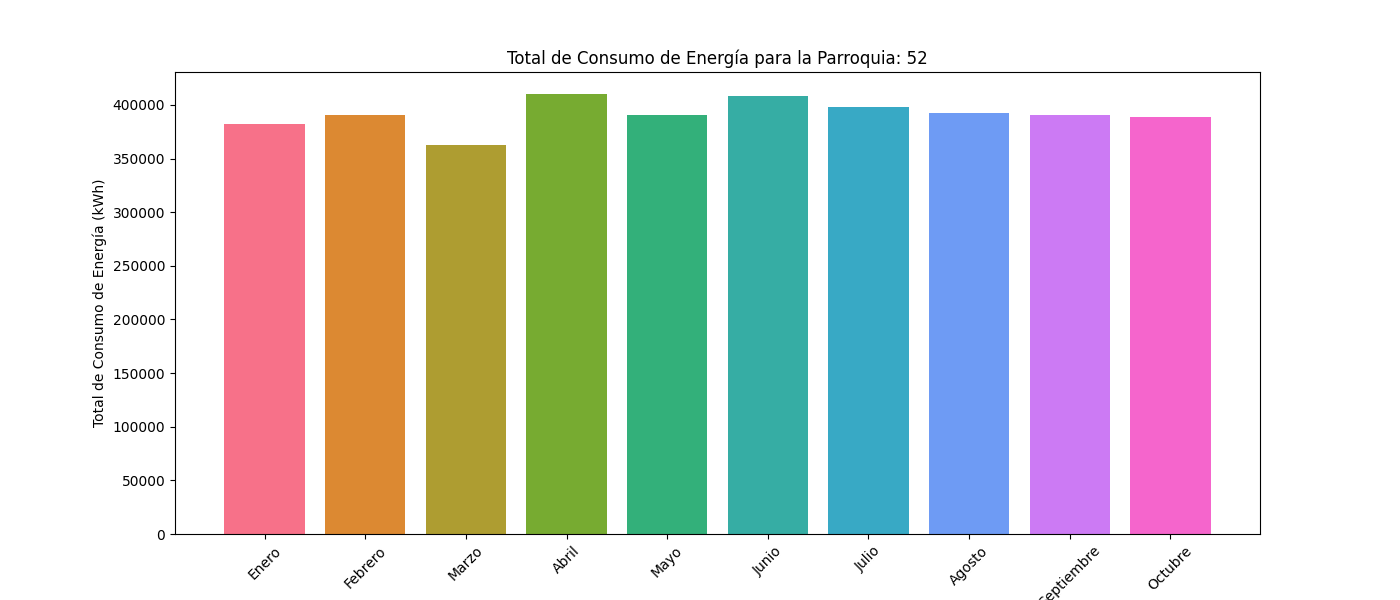 Total de Consumo de Energía para la Parroquia: 52
Total de Consumo de Energía (kWh)
400000
350000
300000
250000
200000
150000
100000
50000
0
Enero
Febrero
Marzo
Abril
Mayo
Junio
Julio
Agosto
Septiembre
Octubre